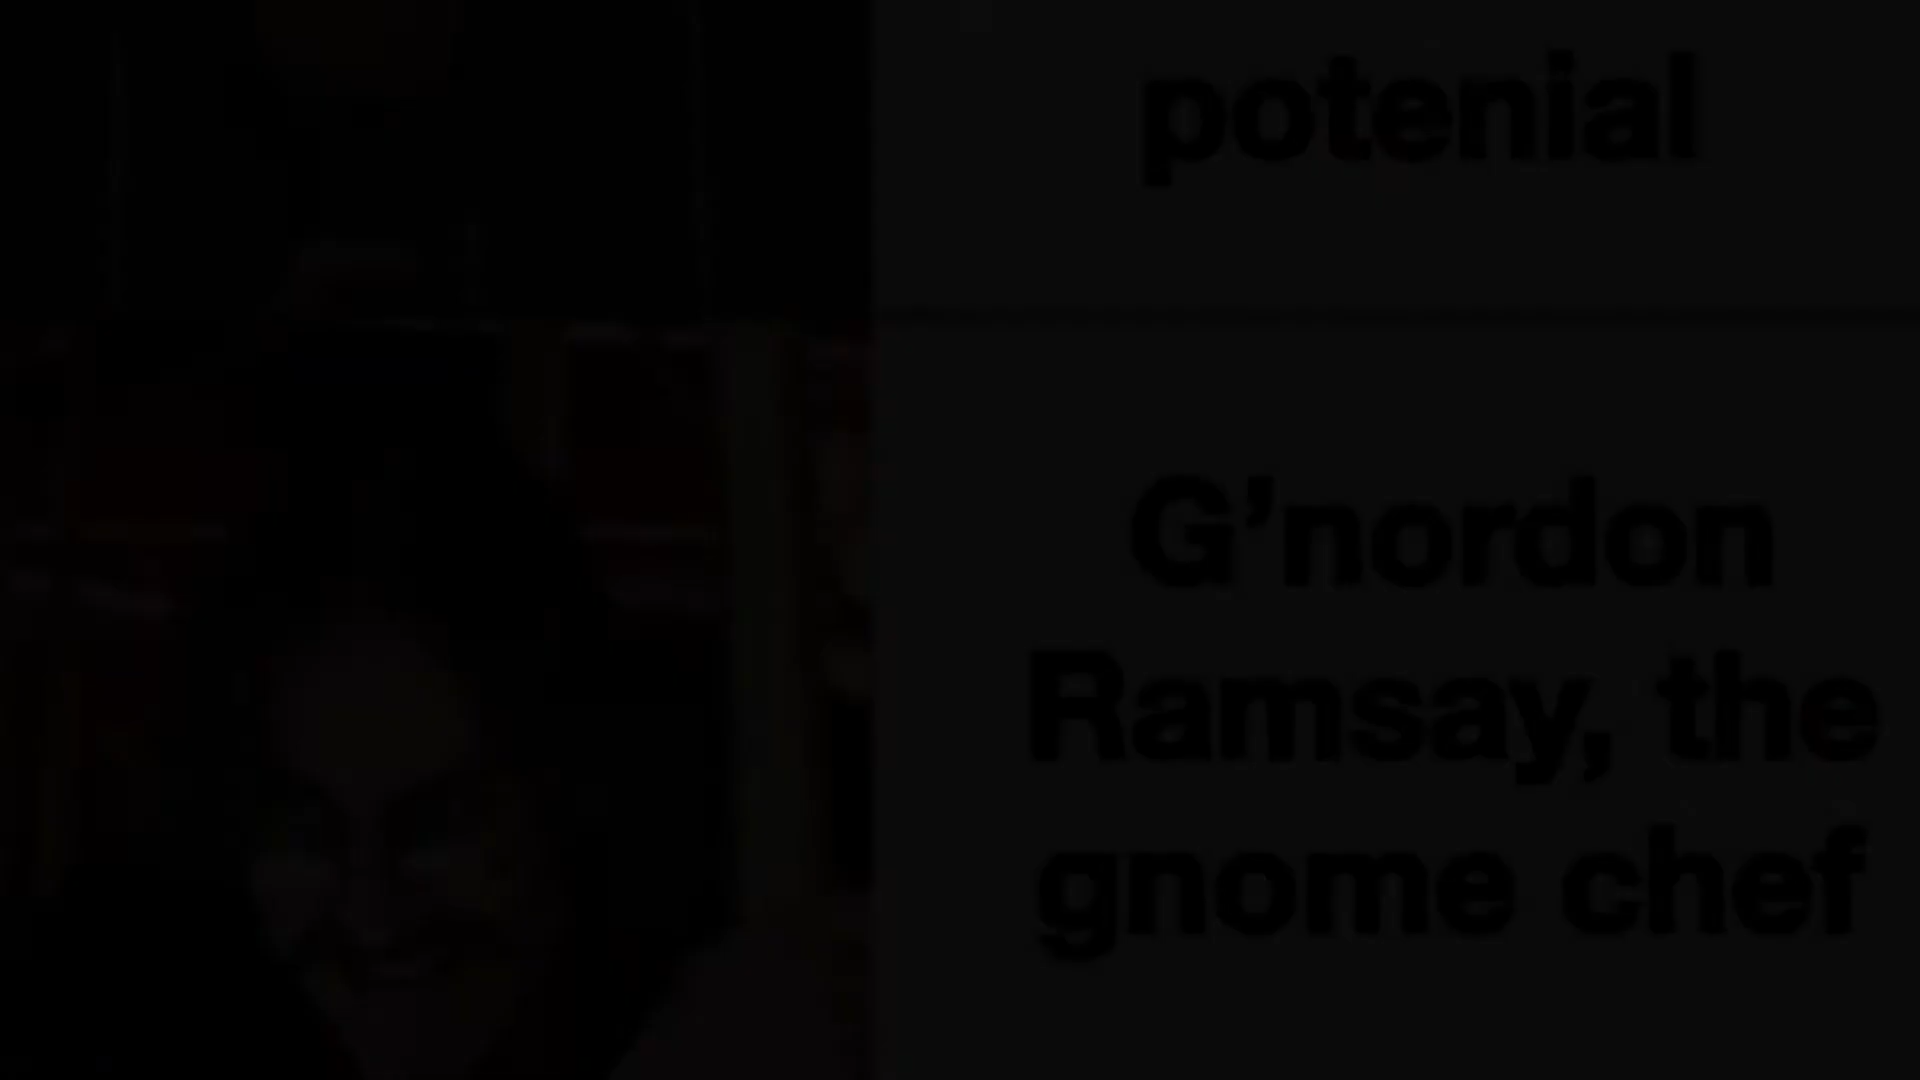 potenial
G’nordon
Ramsay, the
gnome chef